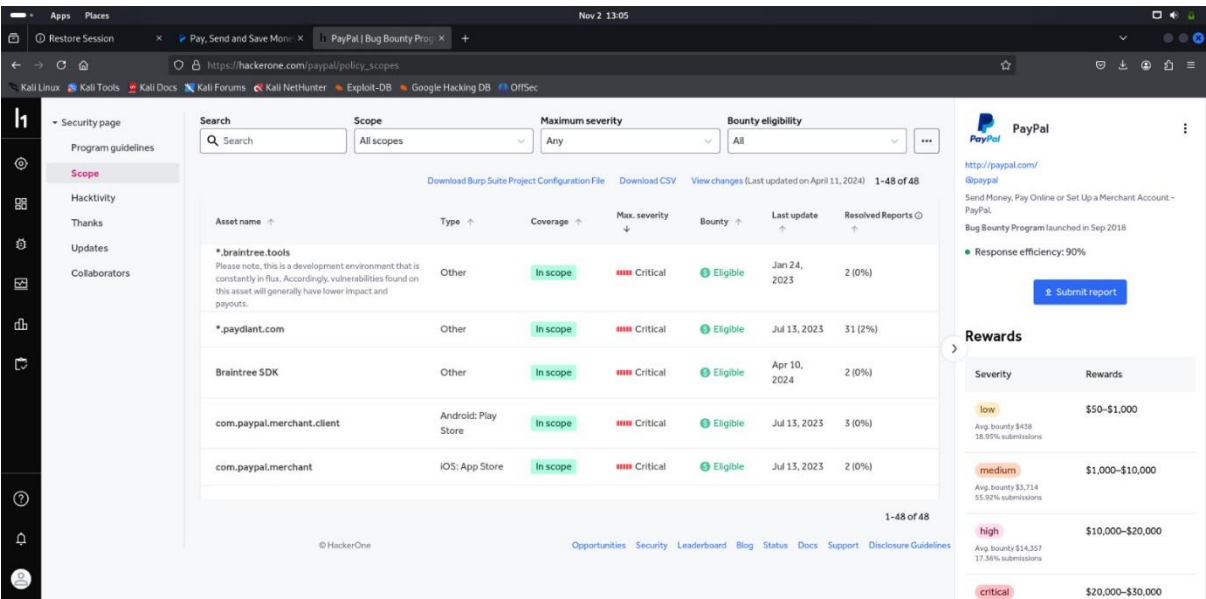 Apps Places
Nov 2 13:05
Restore Session
Pay, Send and Save Mone
PayPal | Bug Bounty Prog
https://hackerone.com/paypal/policy_scopes
Kali Linux Kali Tools Kali Docs Kali Forums Kali NetHunter Exploit-DB Google Hacking DB OffSec
Security page
Program guidelines
Scope
Hacktivity
Thanks
Updates
Collaborators
Search Scope Maximum severity Bounty eligibility
Search All scopes Any All
Download Burp Suite Project Configuration File Download CSV View changes (Last updated on April 11, 2024) 1-48 of 48
Asset name Type Coverage Max. severity Bounty Last update Resolved Reports
*.braintree.tools
Please note, this is a development environment that is
constantly in flux. Accordingly, vulnerabilities found on
this asset will generally have lower impact and
payouts.
Other In scope Critical Eligible Jan 24, 2023 2 (0%)
*.paydiant.com Other In scope Critical Eligible Jul 13, 2023 31 (2%)
Braintree SDK Other In scope Critical Eligible Apr 10, 2024 2 (0%)
com.paypal.merchant.client Android: Play Store In scope Critical Eligible Jul 13, 2023 3 (0%)
com.paypal.merchant iOS: App Store In scope Critical Eligible Jul 13, 2023 2 (0%)
1-48 of 48
© HackerOne
Opportunities Security Leaderboard Blog Status Docs Support Disclosure Guidelines
PayPal
PayPal
http://paypal.com/
@paypal
Send Money, Pay Online or Set Up a Merchant Account -
PayPal.
Bug Bounty Program launched in Sep 2018
Response efficiency: 90%
Submit report
Rewards
Severity Rewards
low $50–$1,000
Avg. bounty $438
18.95% submissions
medium $1,000–$10,000
Avg. bounty $3,714
55.92% submissions
high $10,000–$20,000
Avg. bounty $14,357
17.36% submissions
critical $20,000–$30,000